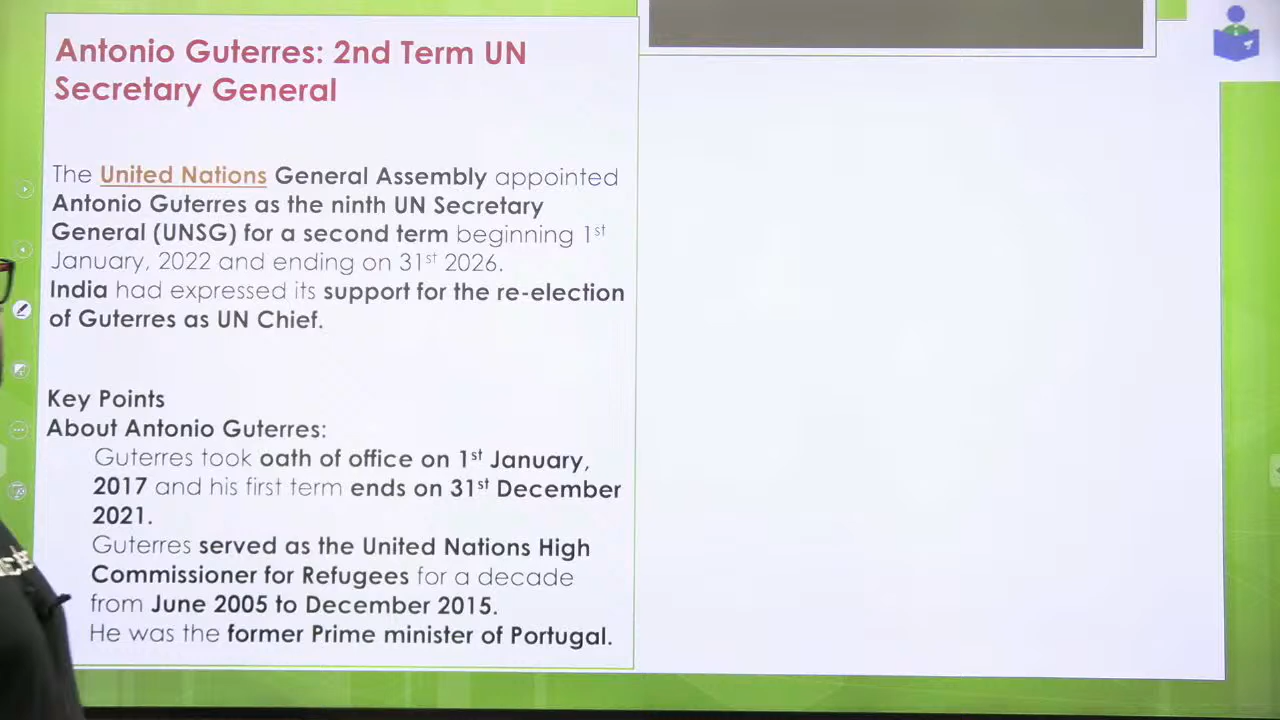 Antonio Guterres: 2nd Term UN
Secretary General
The United Nations General Assembly appointed
Antonio Guterres as the ninth UN Secretary
General (UNSG) for a second term beginning 1st
January, 2022 and ending on 31st 2026.
India had expressed its support for the re-election
of Guterres as UN Chief.
Key Points
About Antonio Guterres:
Guterres took oath of office on 1st January,
2017 and his first term ends on 31st December
2021.
Guterres served as the United Nations High
Commissioner for Refugees for a decade
from June 2005 to December 2015.
He was the former Prime minister of Portugal.